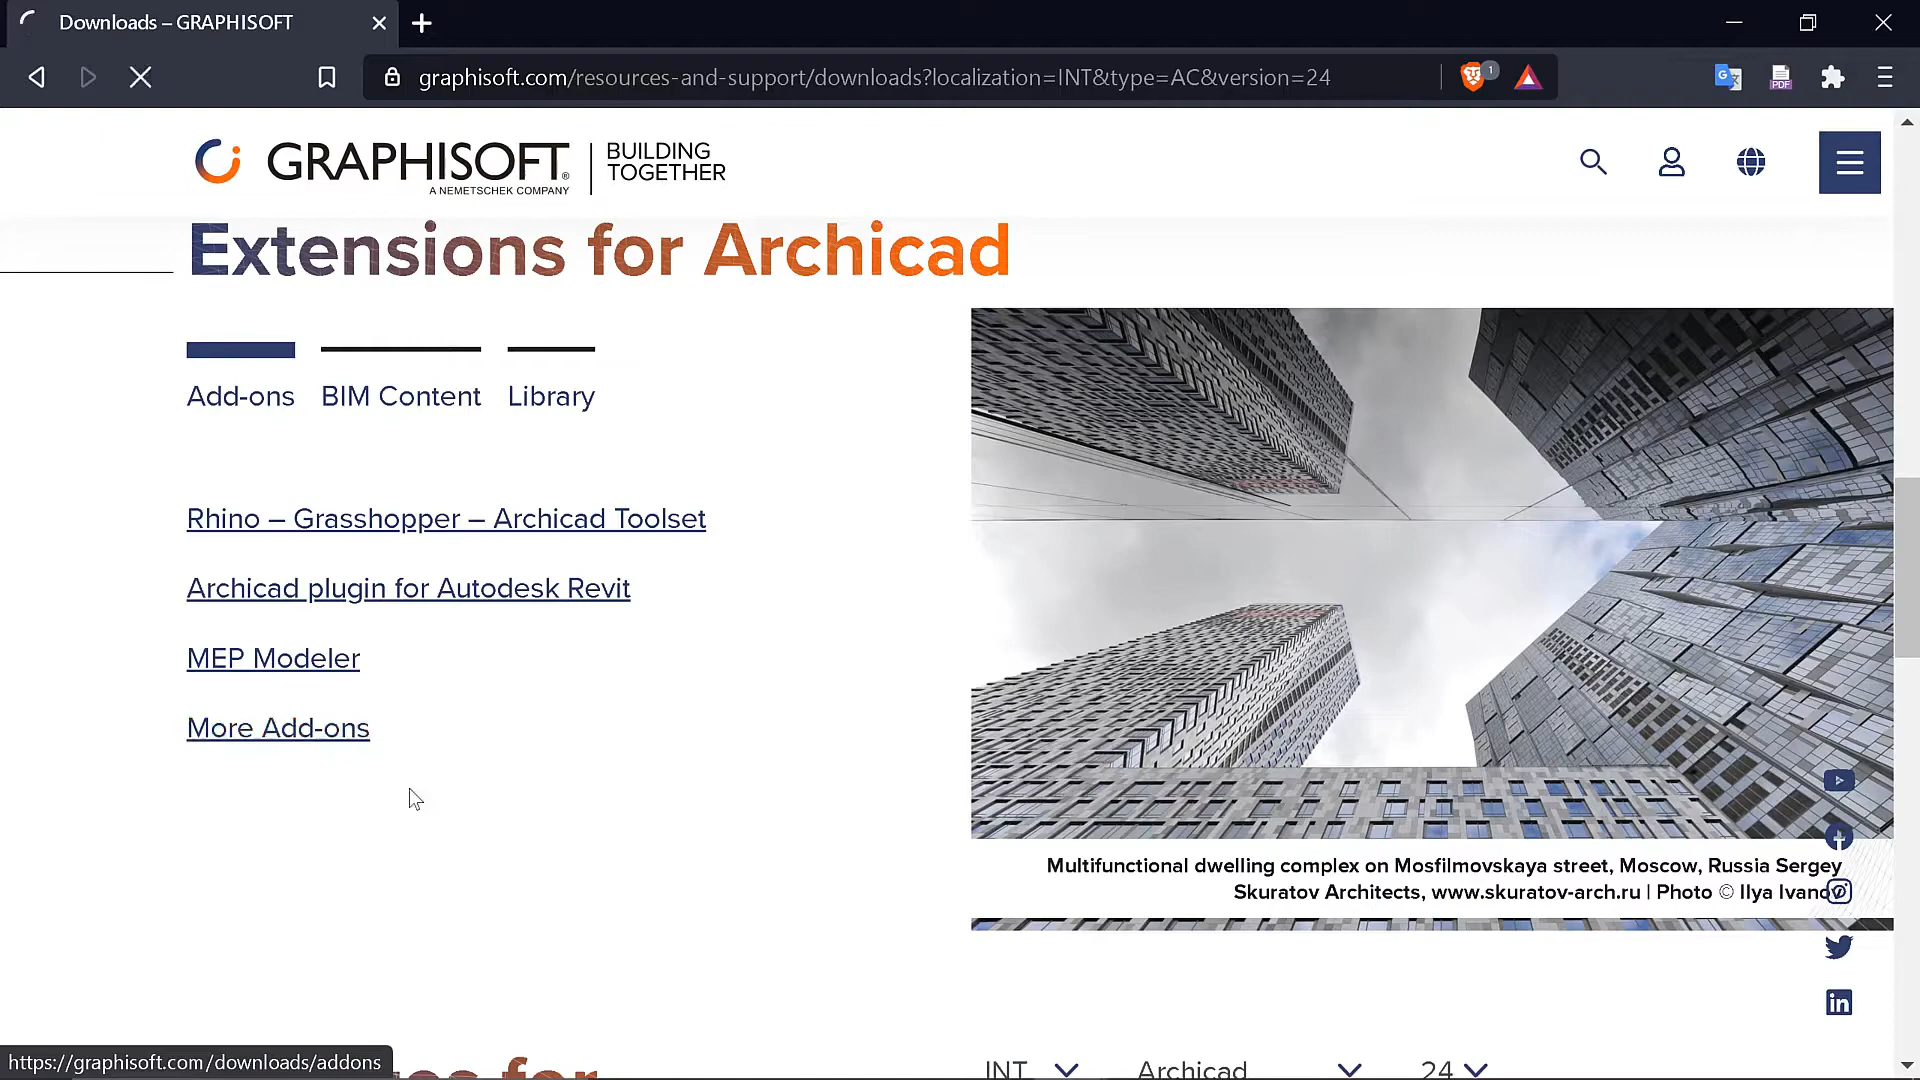 Downloads – GRAPHISOFT
graphisoft.com/resources-and-support/downloads?localization=INT&type=AC&version=24
1
PDF
GRAPHISOFT®
A NEMETSCHEK COMPANY
BUILDING
TOGETHER
Extensions for Archicad
Add-ons
BIM Content
Library
Rhino – Grasshopper – Archicad Toolset
Archicad plugin for Autodesk Revit
MEP Modeler
More Add-ons
Multifunctional dwelling complex on Mosfilmovskaya street, Moscow, Russia Sergey
Skuratov Architects, www.skuratov-arch.ru | Photo © Ilya Ivanov
https://graphisoft.com/downloads/addons
for
INT
Archicad
24